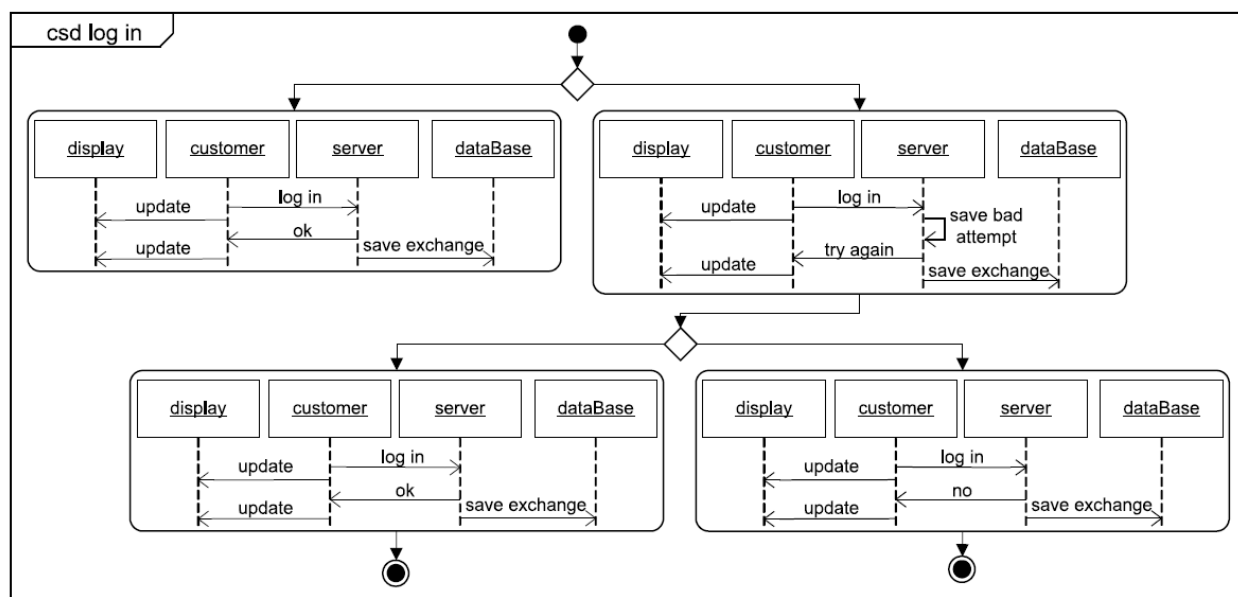 csd log in
display customer server dataBase
log in
update
ok
update save exchange
display customer server dataBase
log in
update save bad
attempt
try again
update save exchange
display customer server dataBase
log in
update
ok
update save exchange
display customer server dataBase
log in
update
no
update save exchange